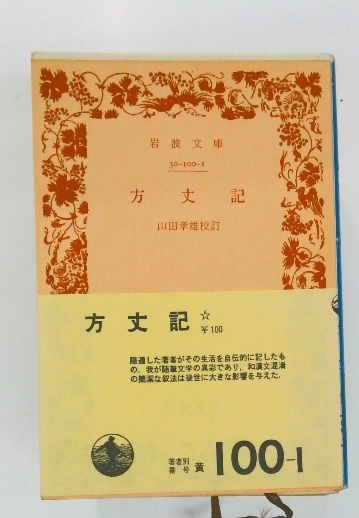 岩波文庫
30-100-1
方丈記
山田孝雄校訂
方丈記 ☆
￥100
隠遁した著者がその生活を自伝的に記したも
の．我が随筆文学の異彩であり，和漢文混淆
の簡潔な叙法は後世に大きな影響を与えた．
著者別
番号 黄 100-1